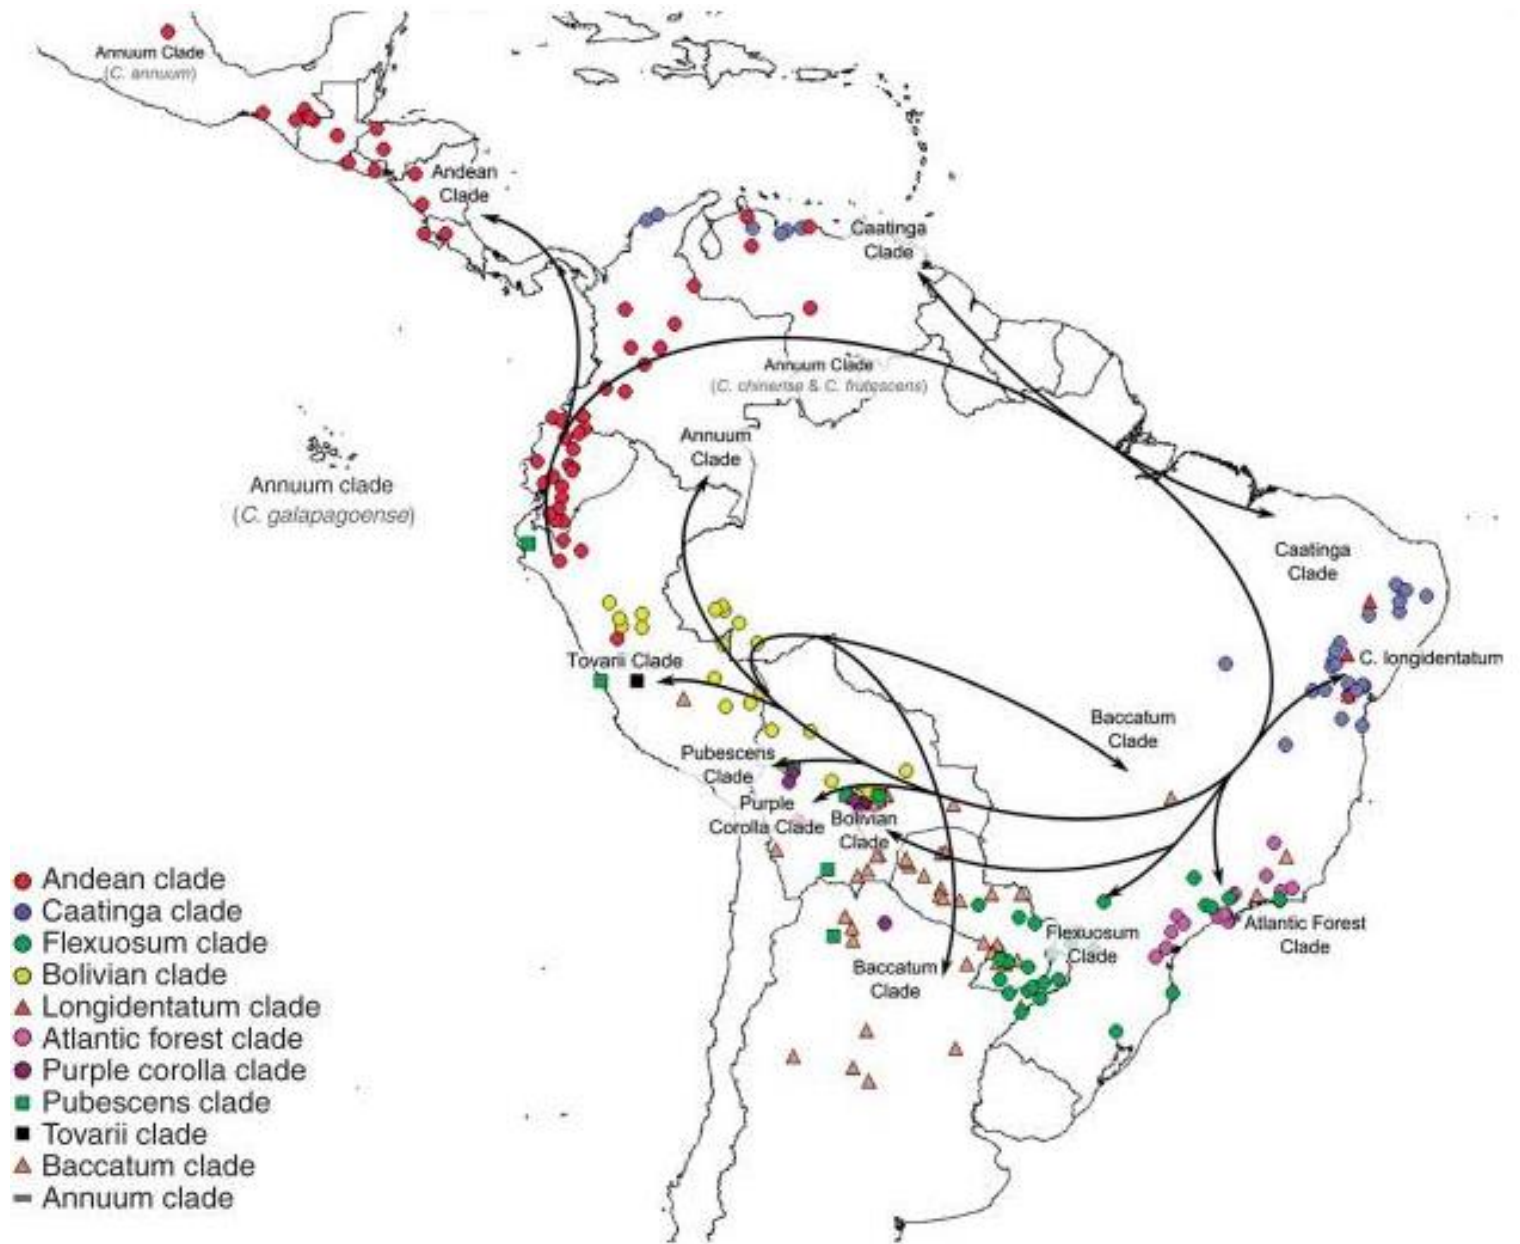 Annuum Clade
(C. annuum)
Andean
Clade
Caatinga
Clade
Annuum Clade
(C. chinense & C. frutescens)
Annuum
Clade
Annuum clade
(C. galapagoense)
Caatinga
Clade
Tovarii Clade
C. longidentatum
Baccatum
Clade
Pubescens
Clade
Purple
Corolla Clade
Bolivian
Clade
Flexuosum
Clade
Atlantic Forest
Clade
Baccatum
Clade
Andean clade
Caatinga clade
Flexuosum clade
Bolivian clade
Longidentatum clade
Atlantic forest clade
Purple corolla clade
Pubescens clade
Tovarii clade
Baccatum clade
Annuum clade